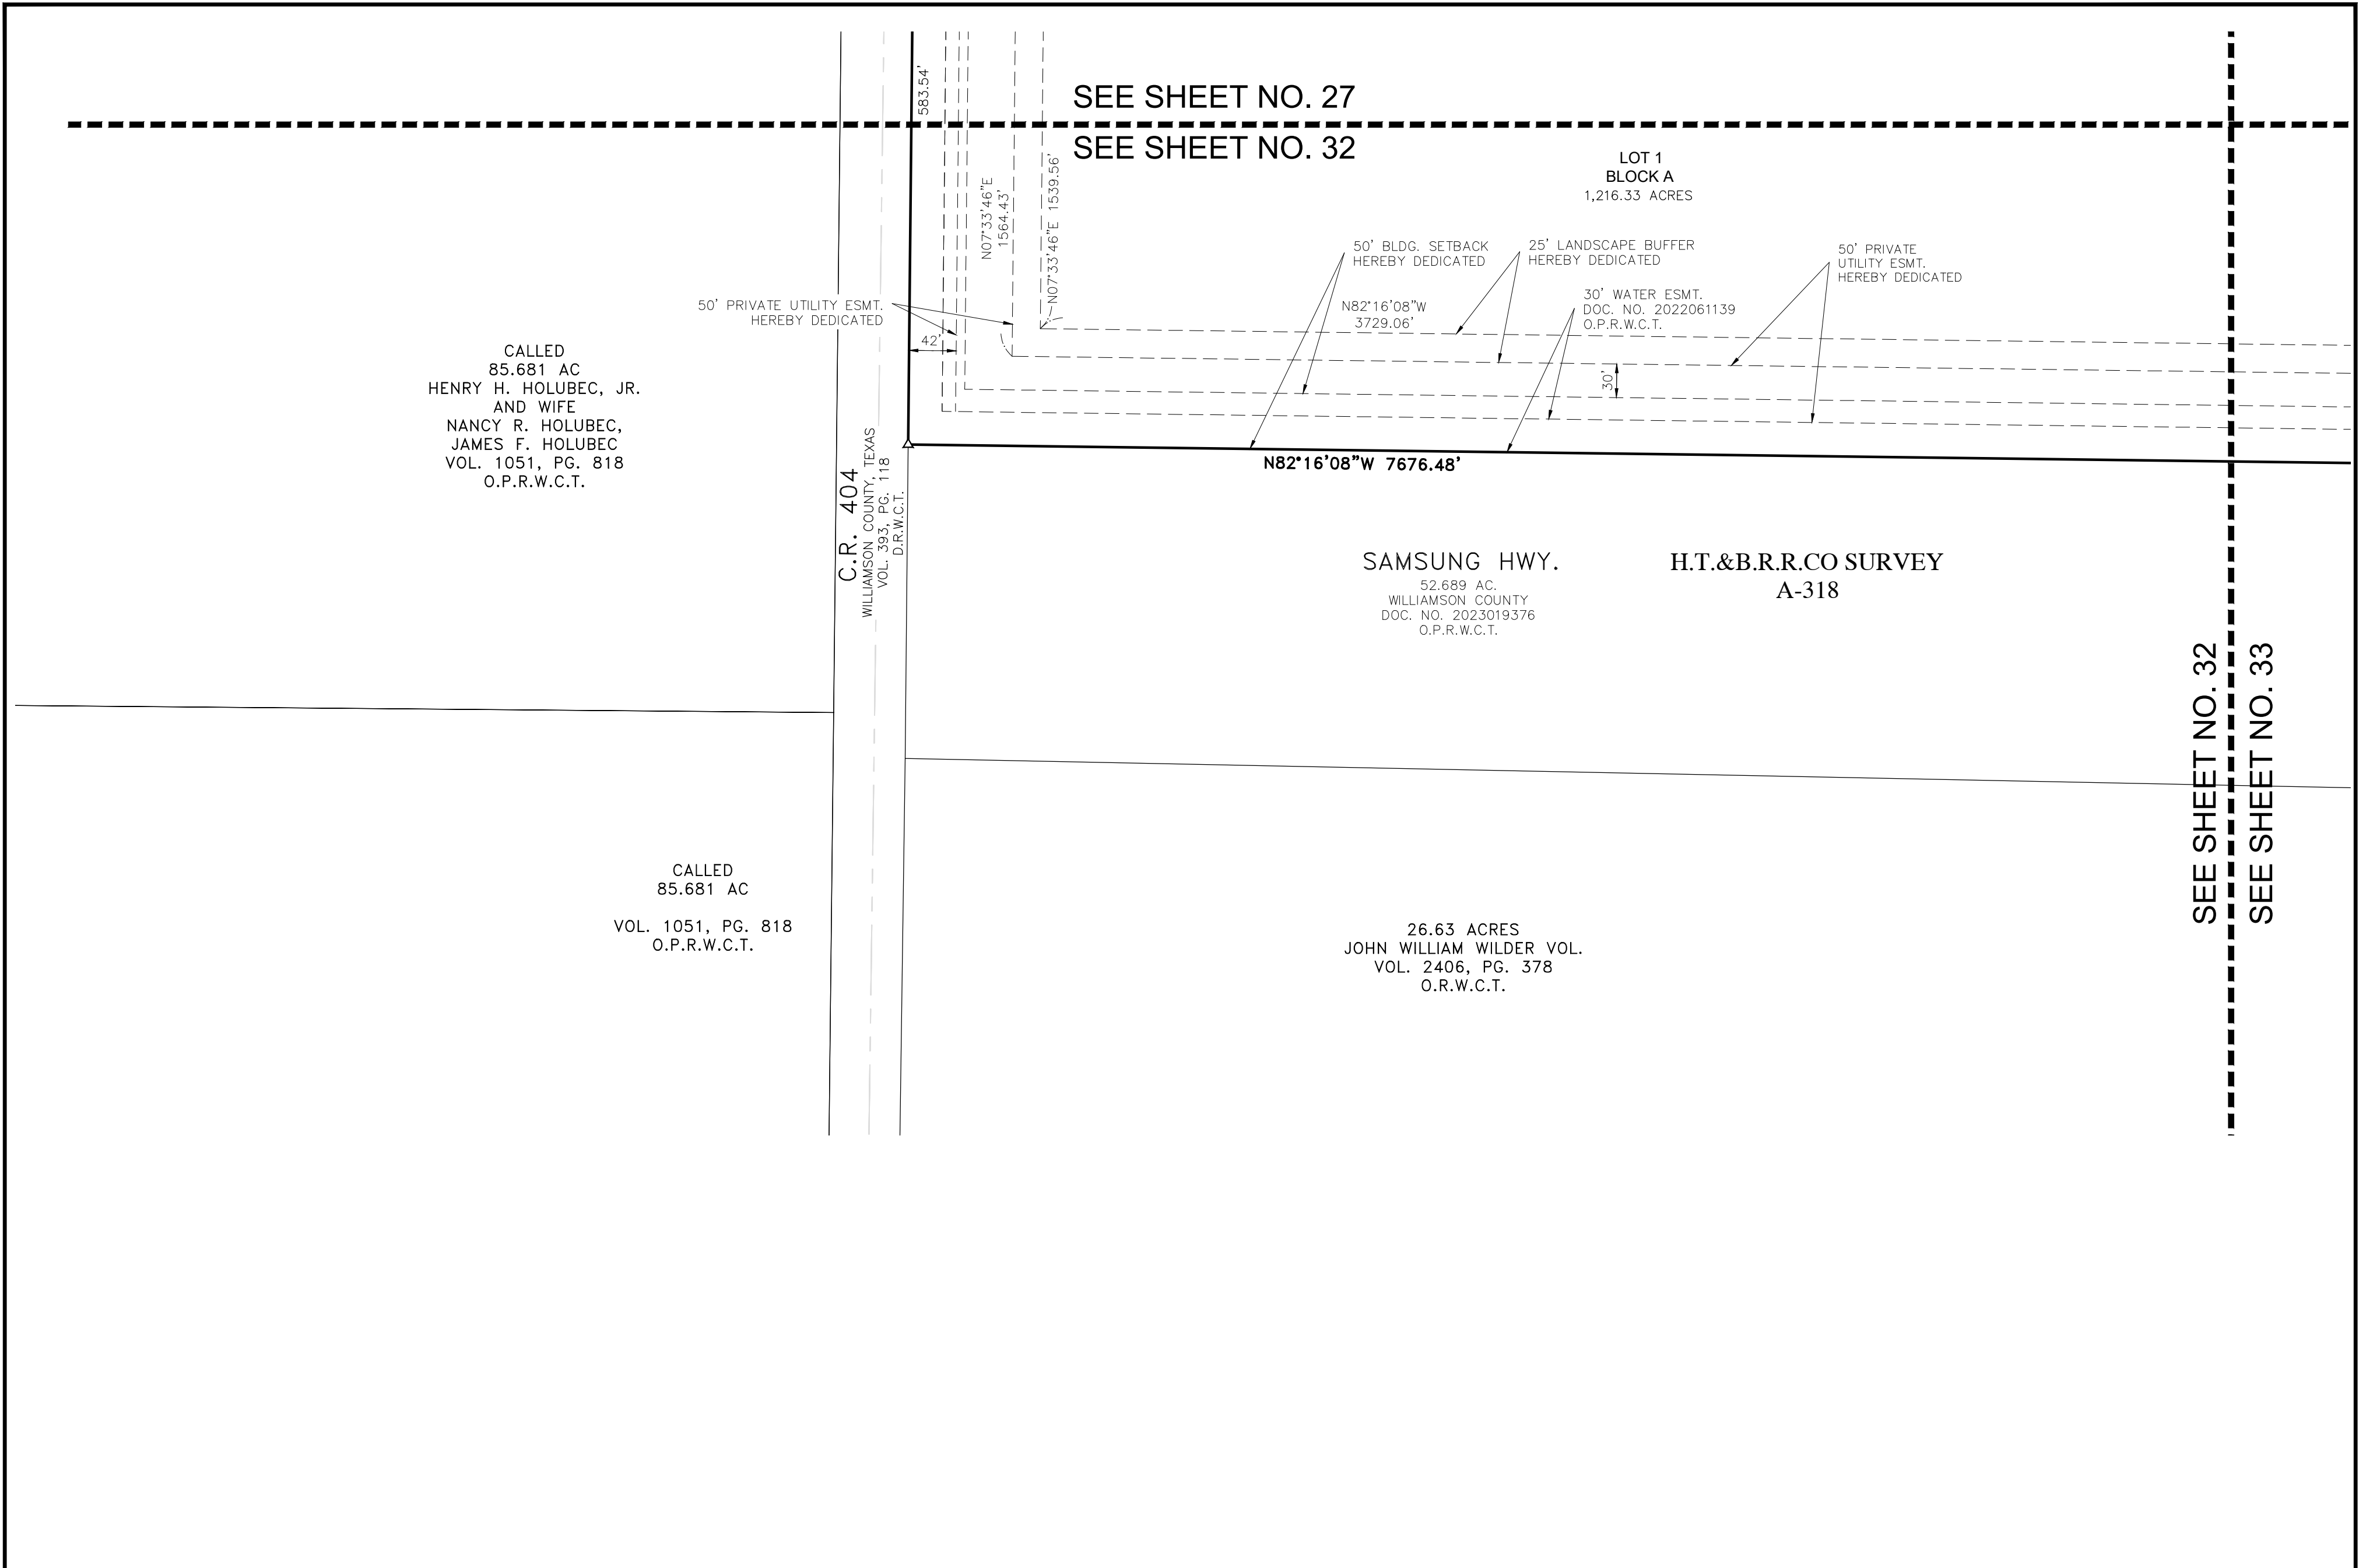 583.54'
SEE SHEET NO. 27
SEE SHEET NO. 32
LOT 1
BLOCK A
1,216.33 ACRES
N07°33'46"E
1564.43'
N07°33'46"E 1539.56'
50' BLDG. SETBACK
HEREBY DEDICATED
25' LANDSCAPE BUFFER
HEREBY DEDICATED
50' PRIVATE
UTILITY ESMT.
HEREBY DEDICATED
50' PRIVATE UTILITY ESMT.
HEREBY DEDICATED
N82°16'08"W
3729.06'
30' WATER ESMT.
DOC. NO. 2022061139
O.P.R.W.C.T.
42'
30'
CALLED
85.681 AC
HENRY H. HOLUBEC, JR.
AND WIFE
NANCY R. HOLUBEC,
JAMES F. HOLUBEC
VOL. 1051, PG. 818
O.P.R.W.C.T.
C.R. 404
WILLIAMSON COUNTY, TEXAS
VOL. 393, PG. 118
D.R.W.C.T.
N82°16'08"W 7676.48'
SAMSUNG HWY.
52.689 AC.
WILLIAMSON COUNTY
DOC. NO. 2023019376
O.P.R.W.C.T.
H.T.&B.R.R.CO SURVEY
A-318
SEE SHEET NO. 32
SEE SHEET NO. 33
CALLED
85.681 AC
VOL. 1051, PG. 818
O.P.R.W.C.T.
26.63 ACRES
JOHN WILLIAM WILDER VOL.
VOL. 2406, PG. 378
O.R.W.C.T.